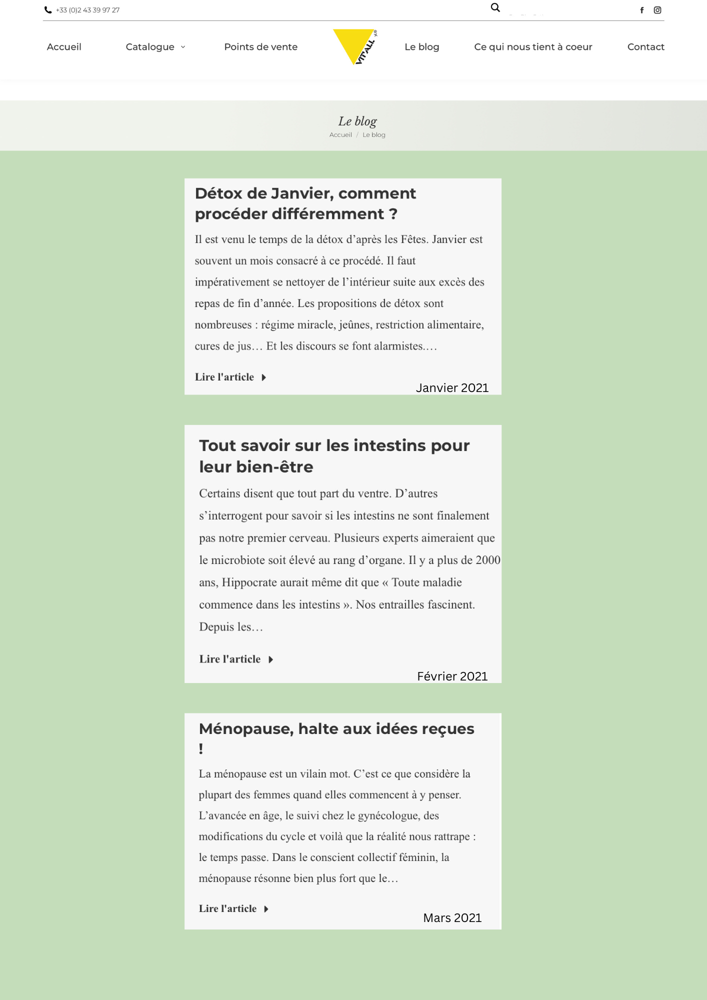 +33 (0)2 43 39 97 27
Accueil
Catalogue
Points de vente
VIT'ALL
+®
Le blog
Ce qui nous tient à coeur
Contact
Le blog
Accueil / Le blog
Détox de Janvier, comment
procéder différemment ?
Il est venu le temps de la détox d’après les Fêtes. Janvier est
souvent un mois consacré à ce procédé. Il faut
impérativement se nettoyer de l’intérieur suite aux excès des
repas de fin d’année. Les propositions de détox sont
nombreuses : régime miracle, jeûnes, restriction alimentaire,
cures de jus… Et les discours se font alarmistes.…
Lire l'article
Janvier 2021
Tout savoir sur les intestins pour
leur bien-être
Certains disent que tout part du ventre. D’autres
s’interrogent pour savoir si les intestins ne sont finalement
pas notre premier cerveau. Plusieurs experts aimeraient que
le microbiote soit élevé au rang d’organe. Il y a plus de 2000
ans, Hippocrate aurait même dit que « Toute maladie
commence dans les intestins ». Nos entrailles fascinent.
Depuis les…
Lire l'article
Février 2021
Ménopause, halte aux idées reçues
!
La ménopause est un vilain mot. C’est ce que considère la
plupart des femmes quand elles commencent à y penser.
L’avancée en âge, le suivi chez le gynécologue, des
modifications du cycle et voilà que la réalité nous rattrape :
le temps passe. Dans le conscient collectif féminin, la
ménopause résonne bien plus fort que le…
Lire l'article
Mars 2021